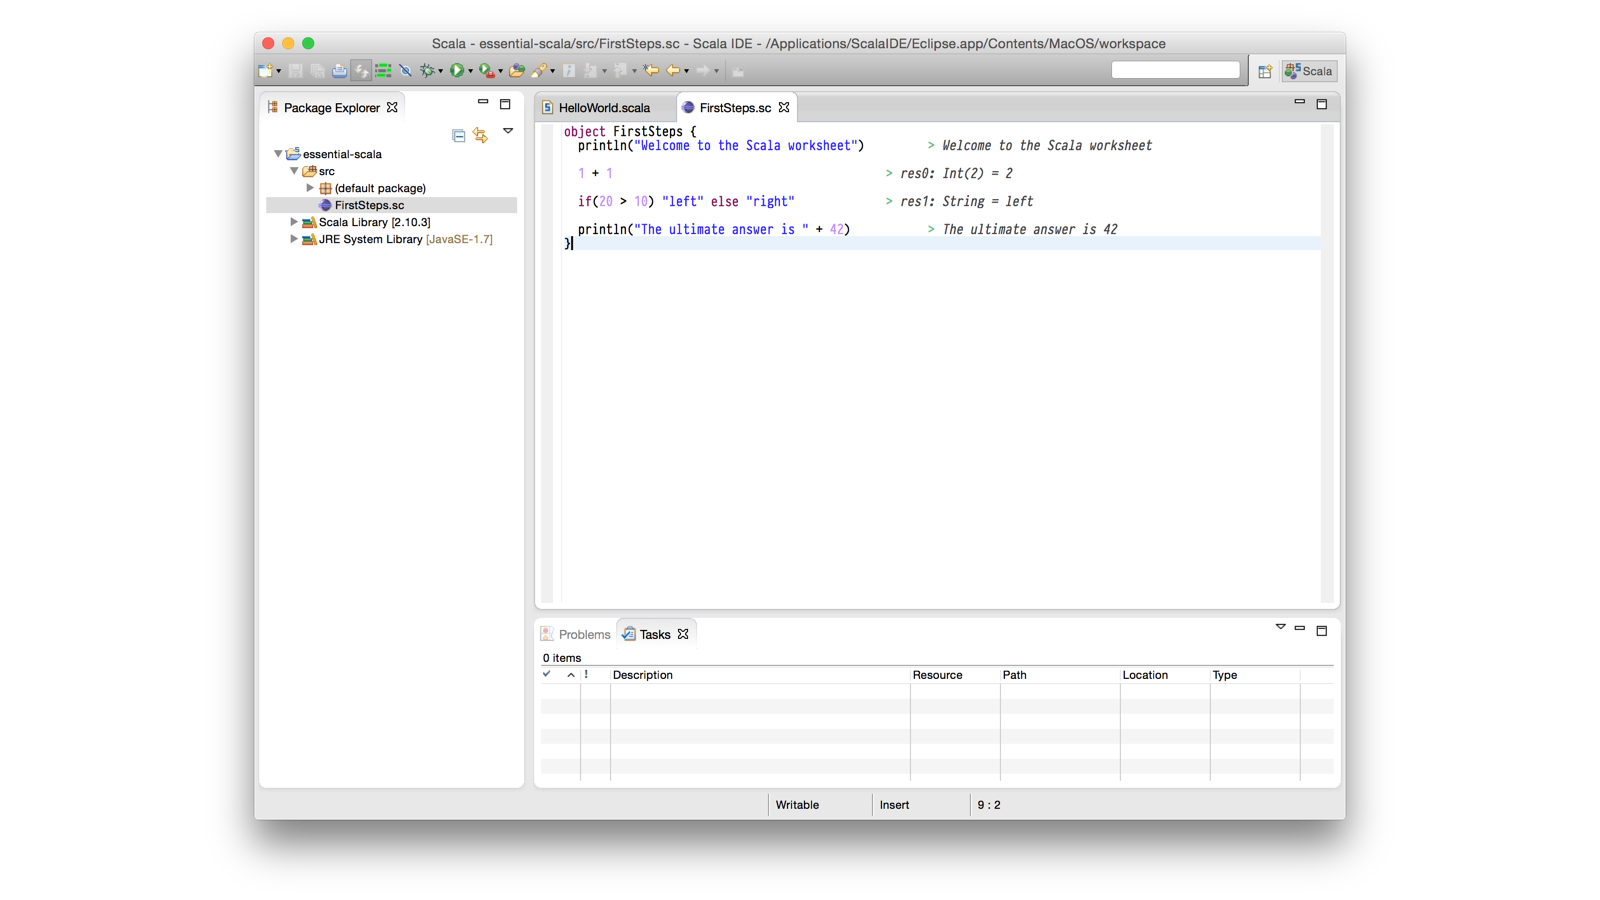 Scala - essential-scala/src/FirstSteps.sc - Scala IDE - /Applications/ScalaIDE/Eclipse.app/Contents/MacOS/workspace
Scala
Package Explorer
essential-scala
src
(default package)
FirstSteps.sc
Scala Library [2.10.3]
JRE System Library [JavaSE-1.7]
HelloWorld.scala FirstSteps.sc
object FirstSteps {
println("Welcome to the Scala worksheet") > Welcome to the Scala worksheet
1 + 1 > res0: Int(2) = 2
if(20 > 10) "left" else "right" > res1: String = left
println("The ultimate answer is " + 42) > The ultimate answer is 42
}
Problems Tasks
0 items
! Description Resource Path Location Type
Writable Insert 9 : 2